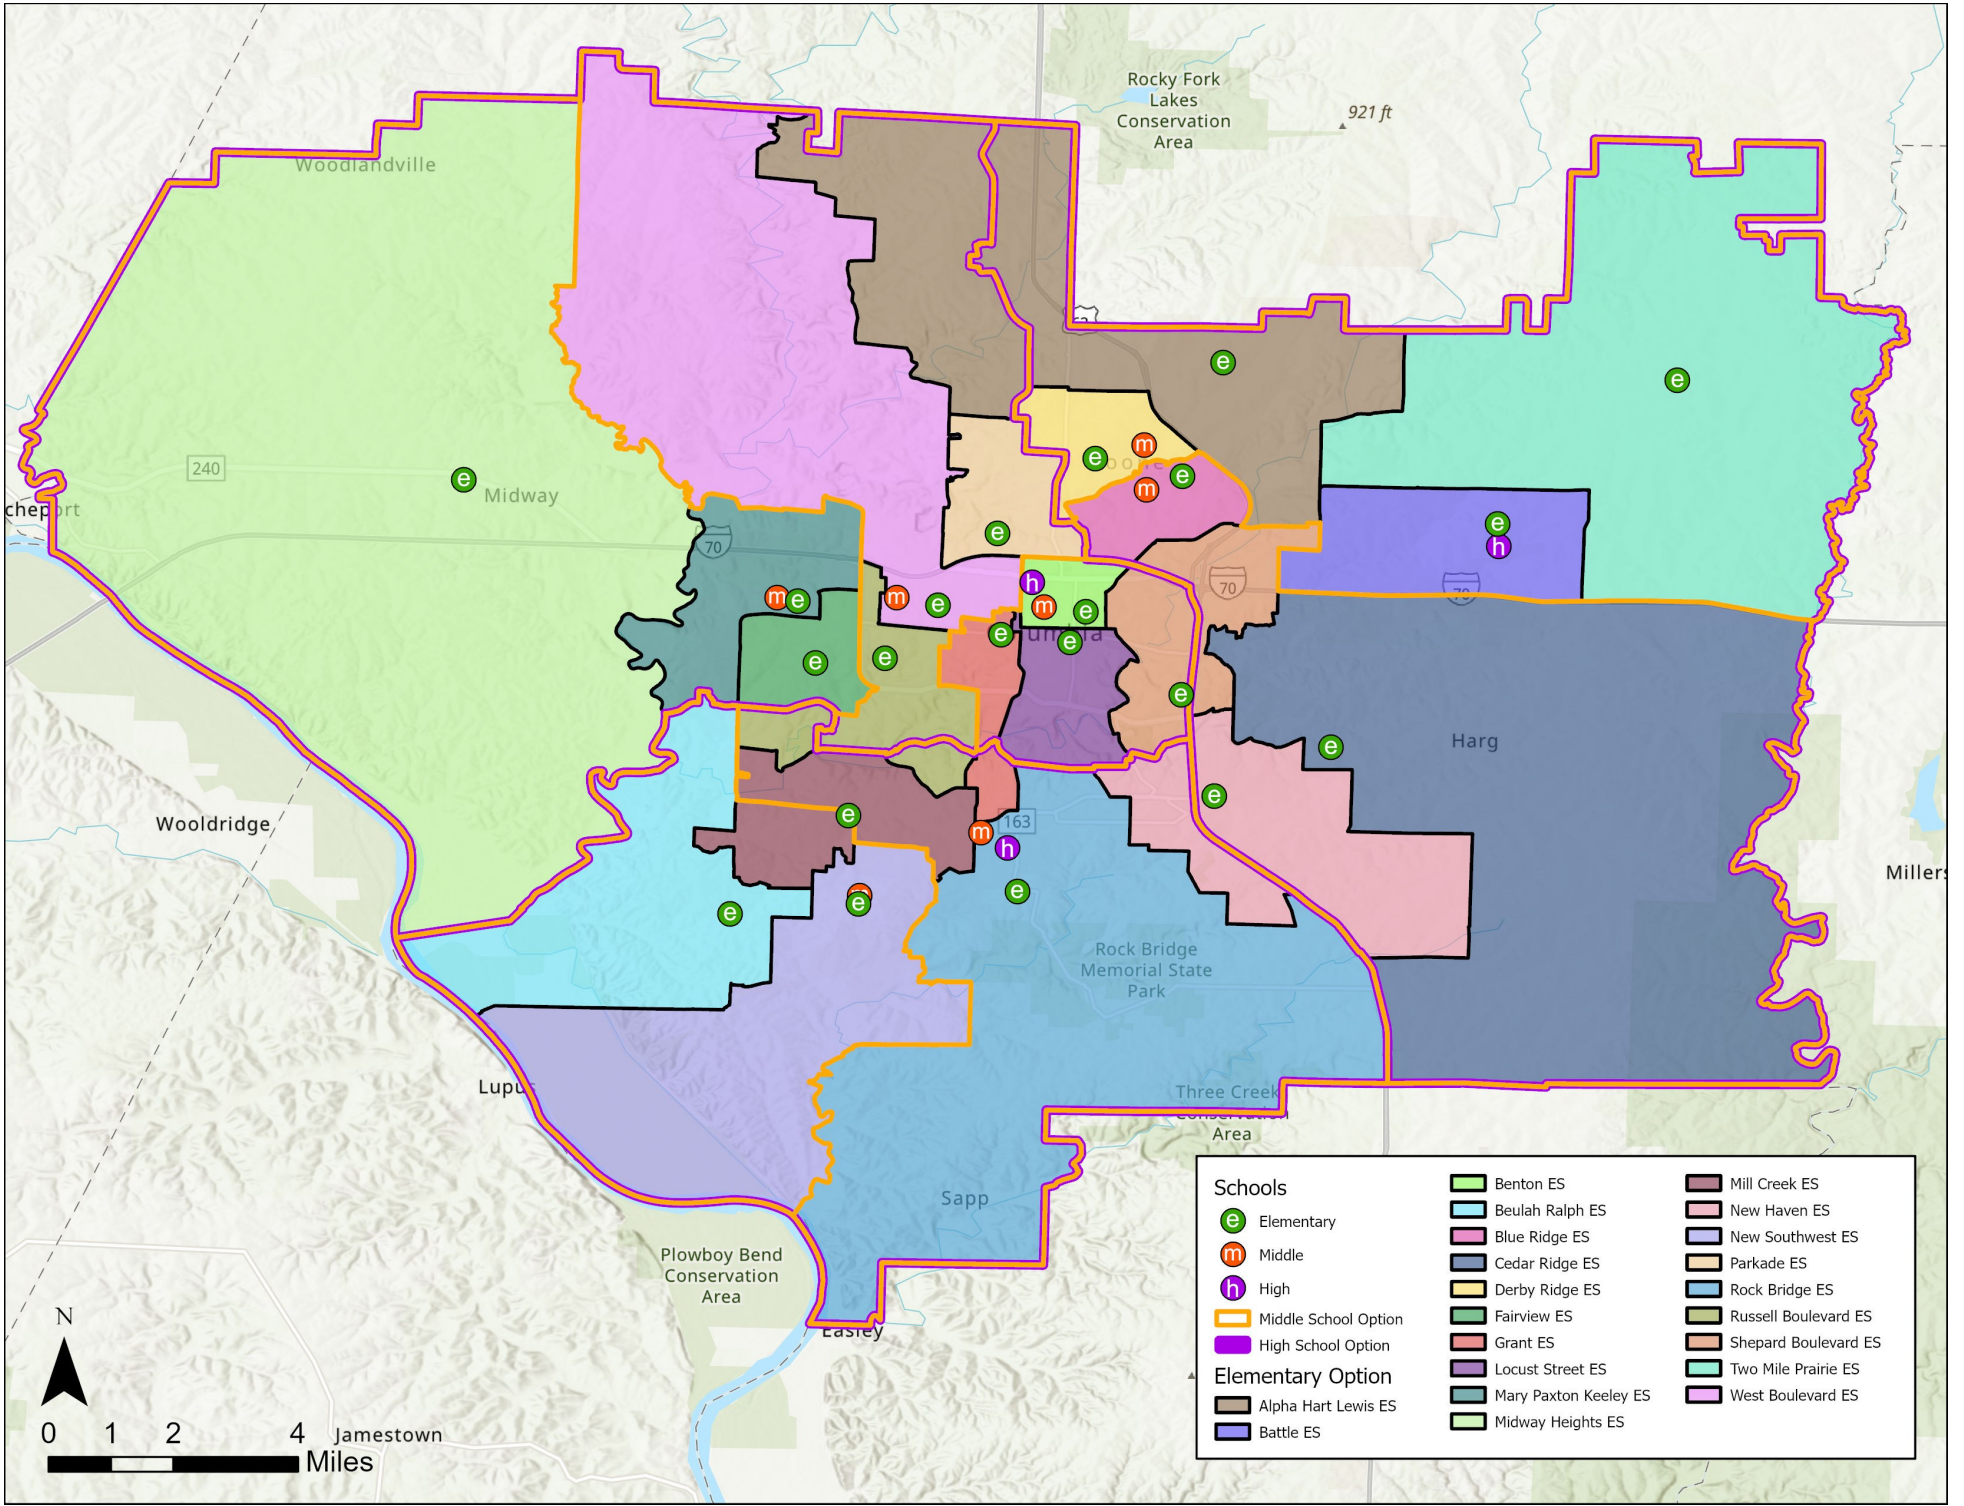 Rocky Fork
Lakes
Conservation
Area
921 ft
Woodlandville
240
Midway
cheport
70
70
70
Harg
163
Wooldridge
Millers
Rock Bridge
Memorial State
Park
Lupus
Three Creek
Conservation
Area
Sapp
Plowboy Bend
Conservation
Area
Easley
Jamestown
N
0 1 2 4
Miles
e
e
e
e
m
e
m
e
e
h
e
h
m
m
e
m
e
m
e
e
e
e
e
e
e
e
e
e
m
h
e
e
e
Schools
e Elementary
m Middle
h High
Middle School Option
High School Option
Elementary Option
Alpha Hart Lewis ES
Battle ES
Benton ES
Beulah Ralph ES
Blue Ridge ES
Cedar Ridge ES
Derby Ridge ES
Fairview ES
Grant ES
Locust Street ES
Mary Paxton Keeley ES
Midway Heights ES
Mill Creek ES
New Haven ES
New Southwest ES
Parkade ES
Rock Bridge ES
Russell Boulevard ES
Shepard Boulevard ES
Two Mile Prairie ES
West Boulevard ES